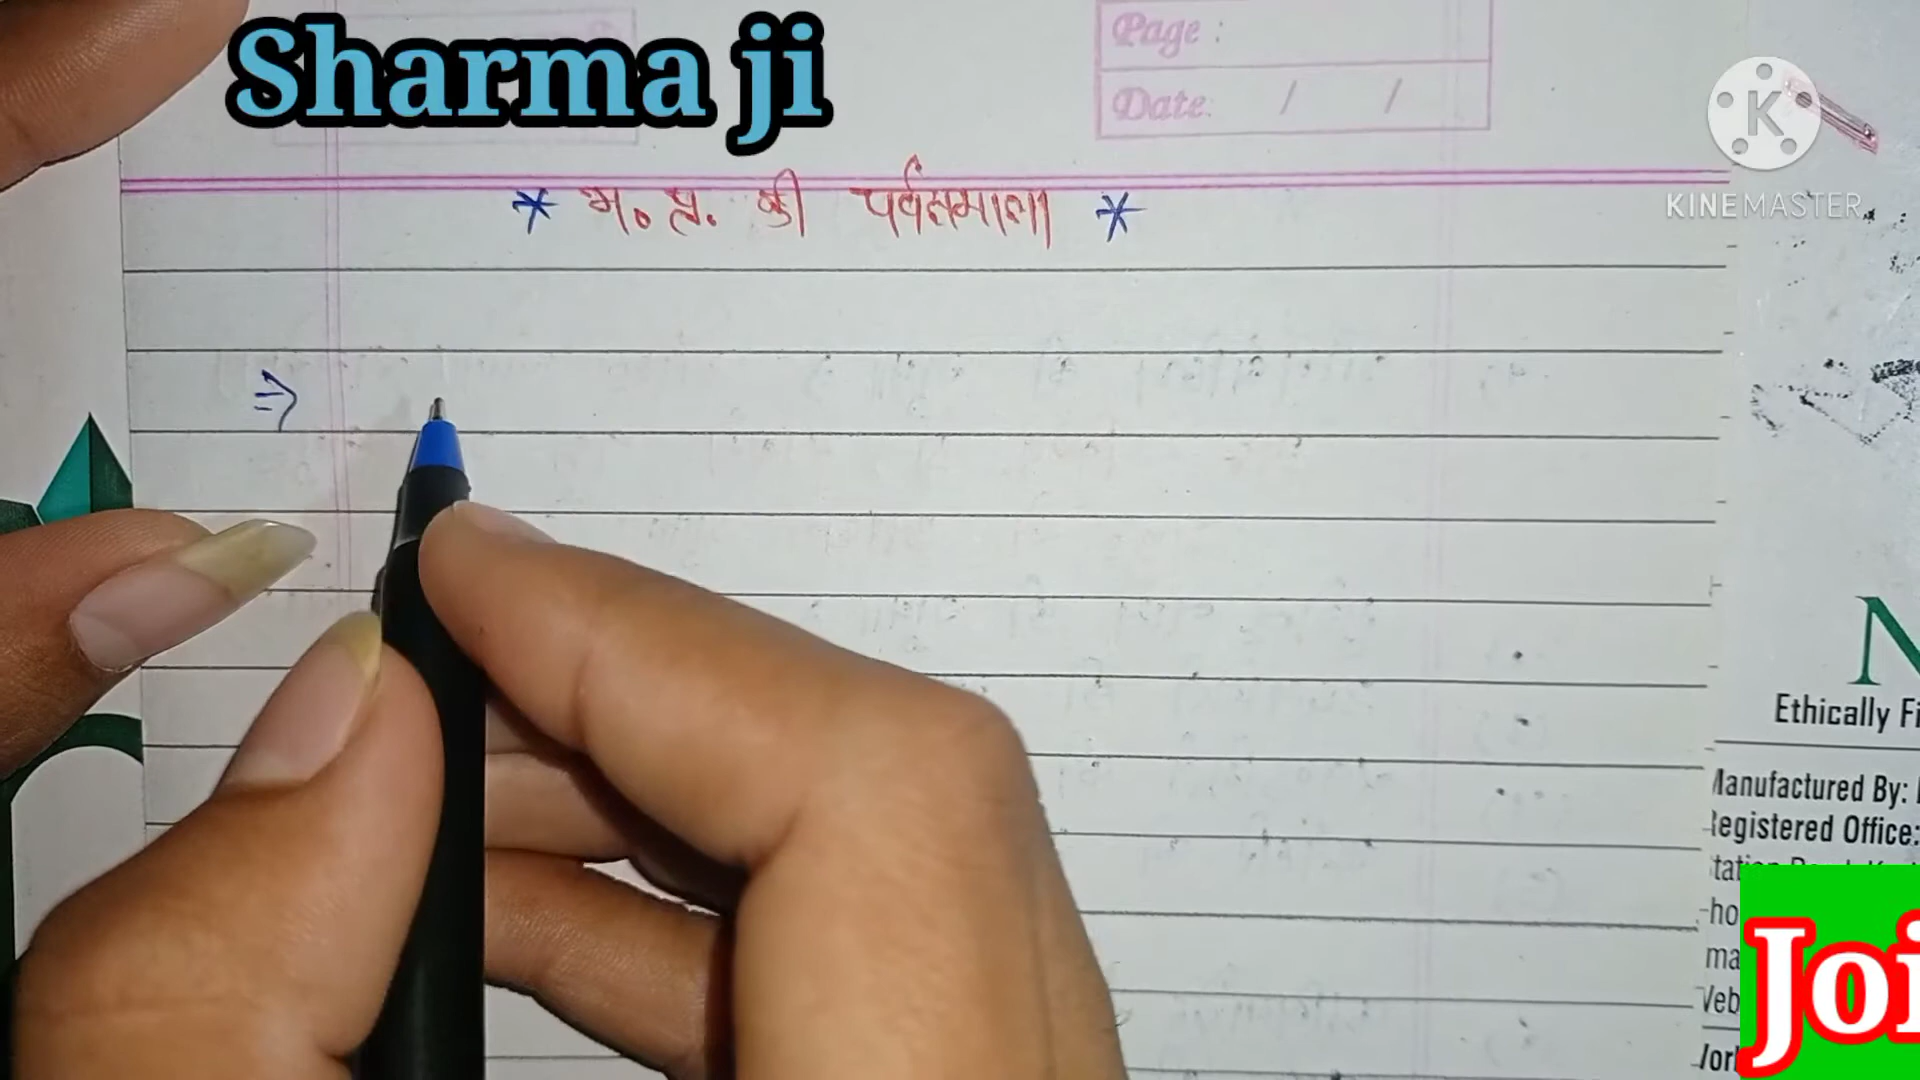 Sharma ji
Page :
Date: / /
K
KINEMASTER
* म. प्र. की पर्वतमाला *
⇒
N
Ethically Fi
Manufactured By:
Registered Office:
Joi